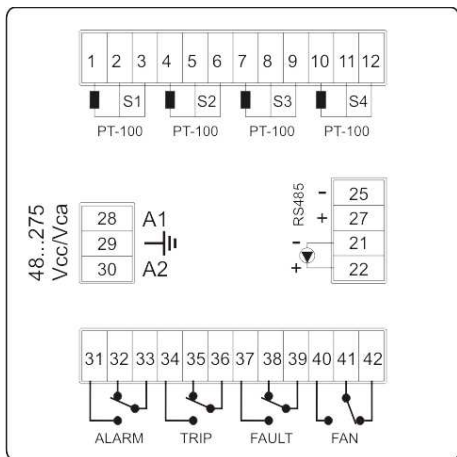 1 2 3 4 5 6 7 8 9 10 11 12
S1 S2 S3 S4
PT-100 PT-100 PT-100 PT-100
48...275
Vcc/Vca
28 A1
29
30 A2
RS485
- 25
+ 27
- 21
+ 22
31 32 33 34 35 36 37 38 39 40 41 42
ALARM TRIP FAULT FAN